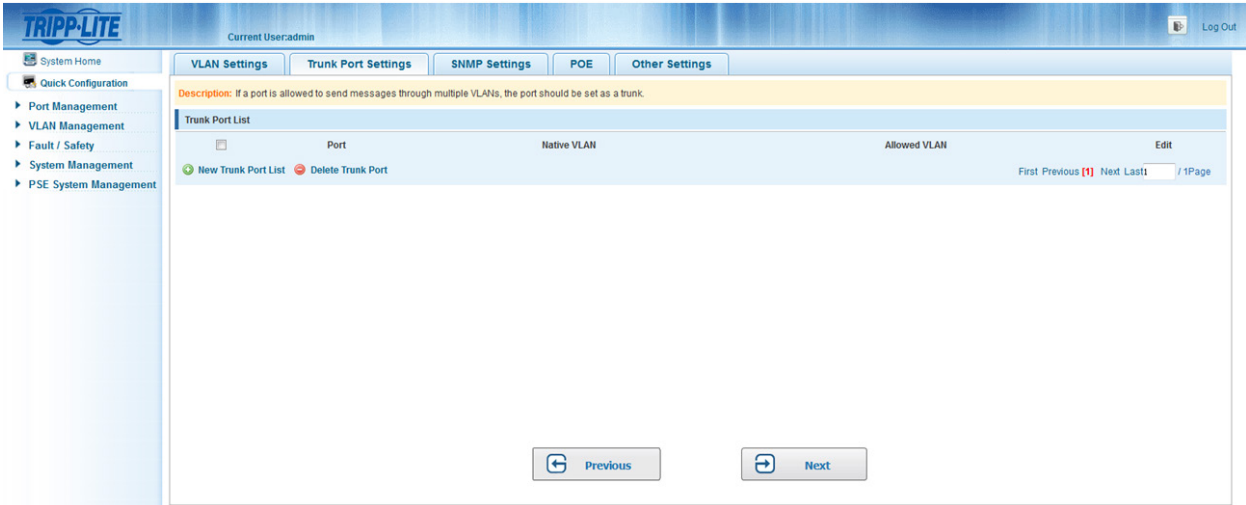 TRIPP·LITE
Current User:admin
Log Out
System Home
Quick Configuration
Port Management
VLAN Management
Fault / Safety
System Management
PSE System Management
VLAN Settings Trunk Port Settings SNMP Settings POE Other Settings
Description: If a port is allowed to send messages through multiple VLANs, the port should be set as a trunk.
Trunk Port List
Port Native VLAN Allowed VLAN Edit
New Trunk Port List Delete Trunk Port First Previous [1] Next Last 1 / 1Page
Previous Next